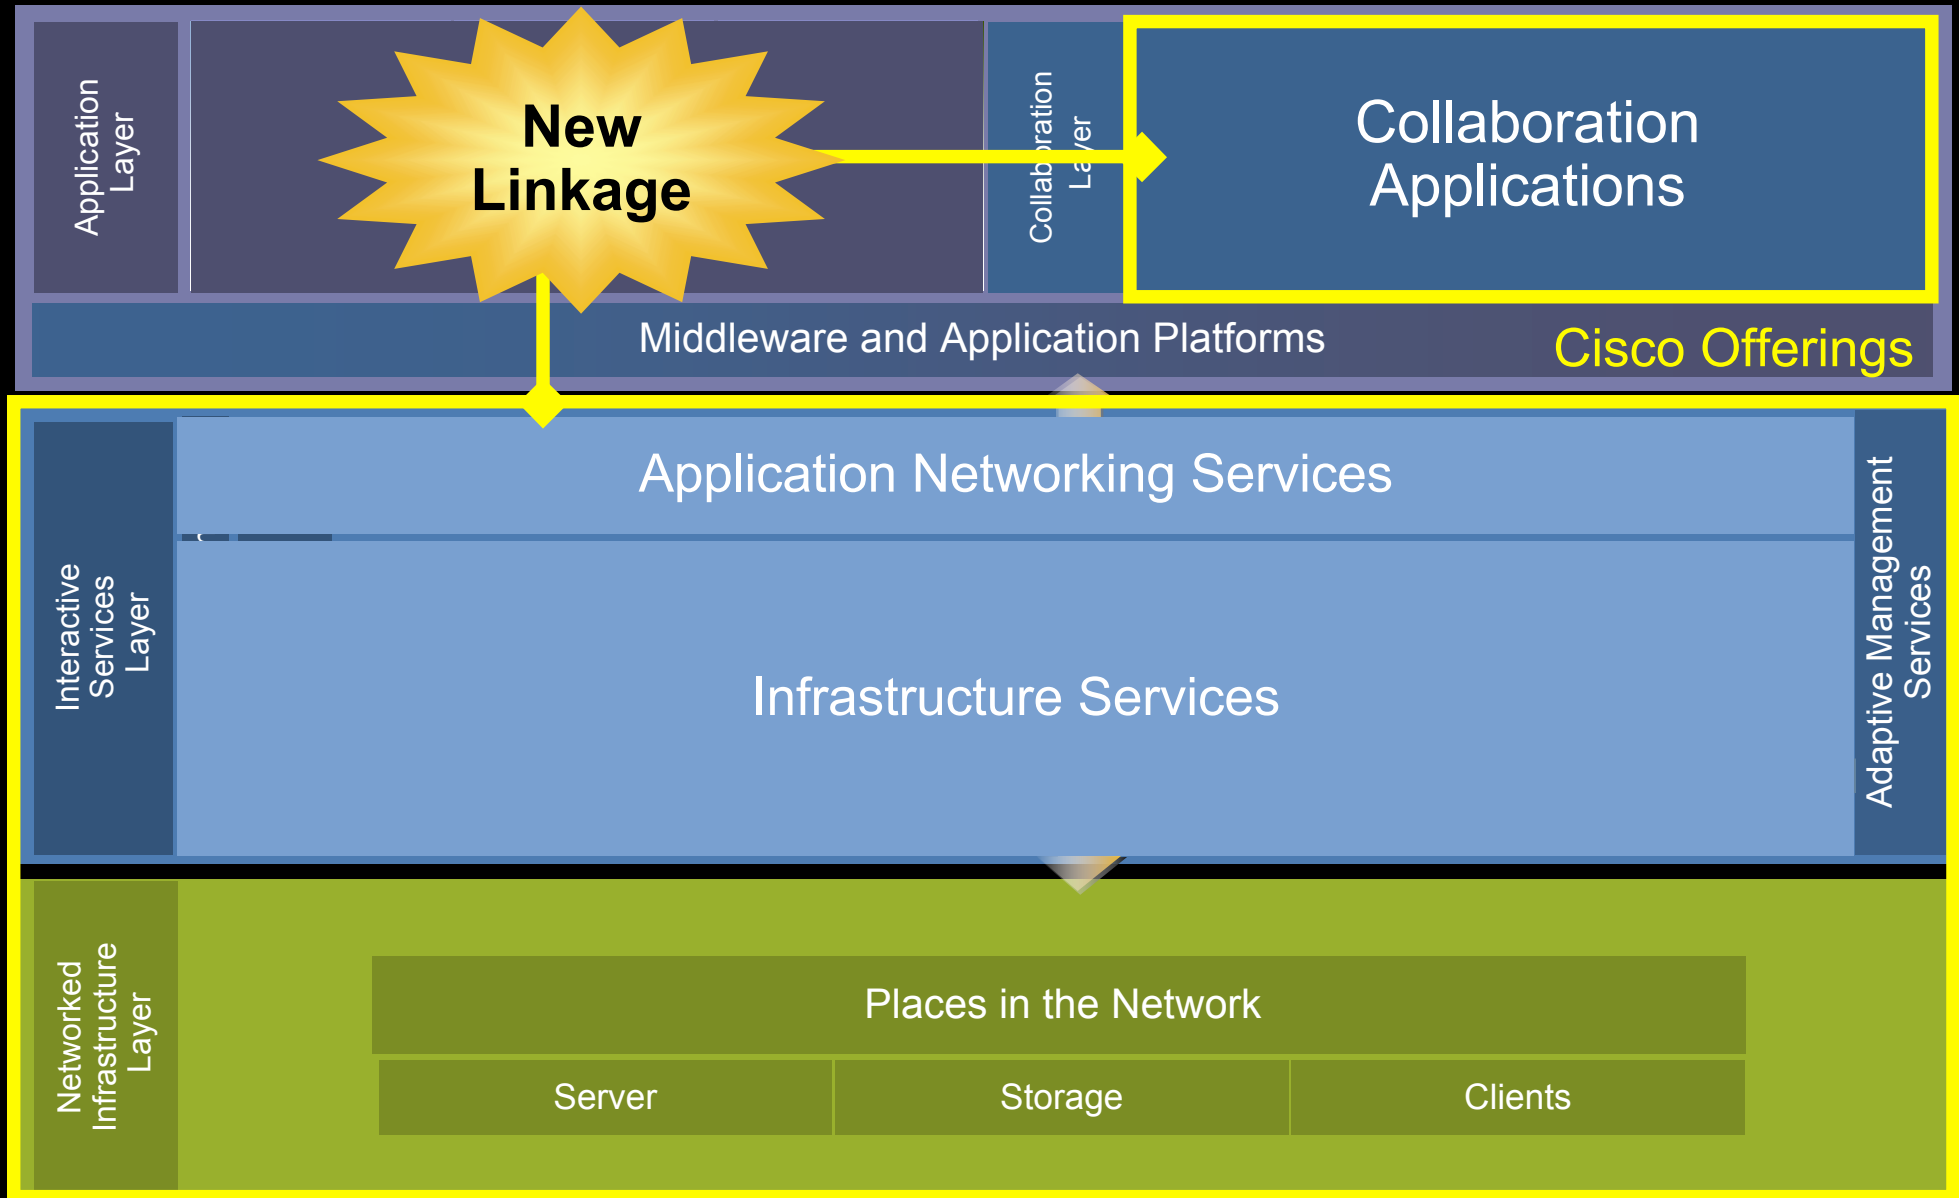 Application
Layer
New
Linkage
Collaboration
Layer
Collaboration
Applications
Middleware and Application Platforms
Cisco Offerings
Interactive
Services
Layer
Application Networking Services
Infrastructure Services
Adaptive Management
Services
Networked
Infrastructure
Layer
Places in the Network
Server
Storage
Clients